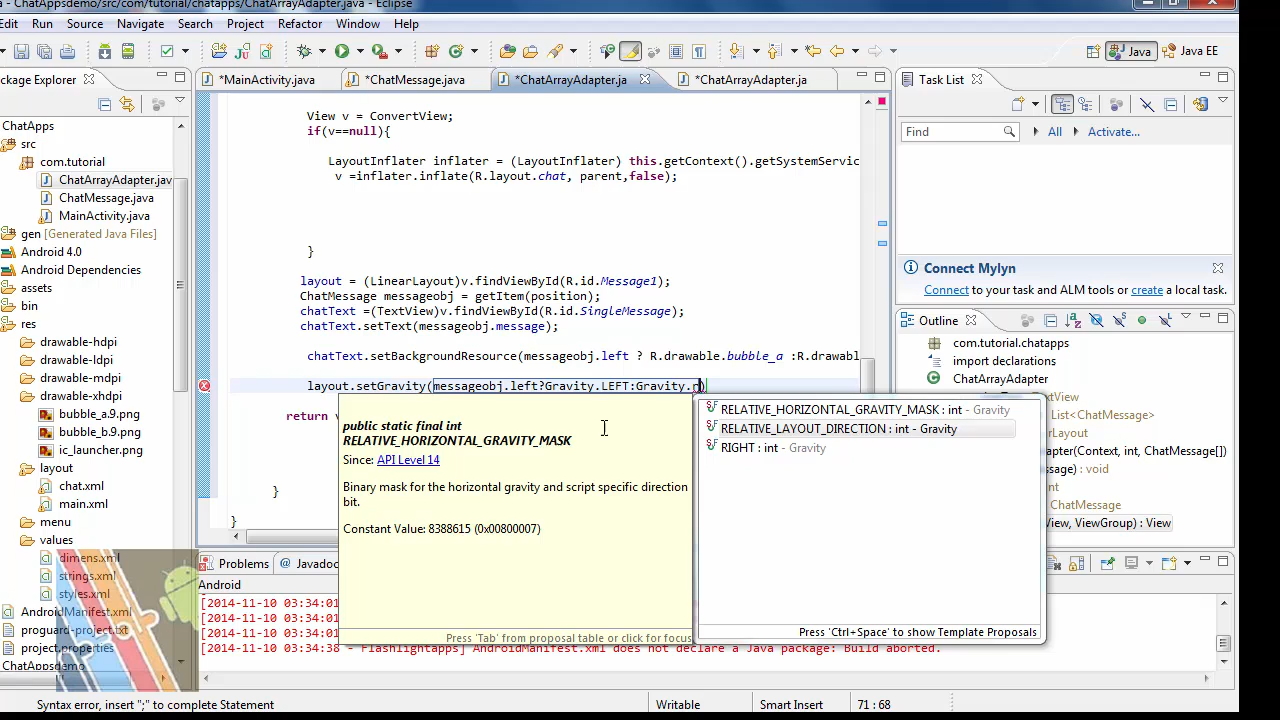 - ChatAppsdemo/src/com/tutorial/chatapps/ChatArrayAdapter.java - Eclipse
Edit Run Source Navigate Search Project Refactor Window Help
Java Java EE
Package Explorer
*MainActivity.java *ChatMessage.java *ChatArrayAdapter.ja *ChatArrayAdapter.ja
Task List
Find All Activate...
ChatApps
src
com.tutorial
ChatArrayAdapter.jav
ChatMessage.java
MainActivity.java
gen [Generated Java Files]
Android 4.0
Android Dependencies
assets
bin
res
drawable-hdpi
drawable-ldpi
drawable-mdpi
drawable-xhdpi
bubble_a.9.png
bubble_b.9.png
ic_launcher.png
layout
chat.xml
main.xml
menu
values
dimens.xml
strings.xml
styles.xml
AndroidManifest.xml
proguard-project.txt
project.properties
ChatAppsdemo
View v = ConvertView;
if(v==null){
LayoutInflater inflater = (LayoutInflater) this.getContext().getSystemServic
v =inflater.inflate(R.layout.chat, parent,false);
}
layout = (LinearLayout)v.findViewById(R.id.Message1);
ChatMessage messageobj = getItem(position);
chatText =(TextView)v.findViewById(R.id.SingleMessage);
chatText.setText(messageobj.message);
chatText.setBackgroundResource(messageobj.left ? R.drawable.bubble_a :R.drawabl
layout.setGravity(messageobj.left?Gravity.LEFT:Gravity.r)
return v
}
}
public static final int
RELATIVE_HORIZONTAL_GRAVITY_MASK
Since: API Level 14
Binary mask for the horizontal gravity and script specific direction
bit.
Constant Value: 8388615 (0x00800007)
Press 'Tab' from proposal table or click for focus
RELATIVE_HORIZONTAL_GRAVITY_MASK : int - Gravity
RELATIVE_LAYOUT_DIRECTION : int - Gravity
RIGHT : int - Gravity
Press 'Ctrl+Space' to show Template Proposals
Connect Mylyn
Connect to your task and ALM tools or create a local task.
Outline
com.tutorial.chatapps
import declarations
ChatArrayAdapter
TextView
List<ChatMessage>
Layout
apter(Context, int, ChatMessage[])
ssage) : void
nt
ChatMessage
View, ViewGroup) : View
Problems Javadoc
Android
[2014-11-10 03:34:01
[2014-11-10 03:34:01
[2014-11-10 03:34:01
[2014-11-10 03:34:38 - Flashlightapps] AndroidManifest.xml does not declare a Java package: Build aborted.
Syntax error, insert ";" to complete Statement Writable Smart Insert 71 : 68